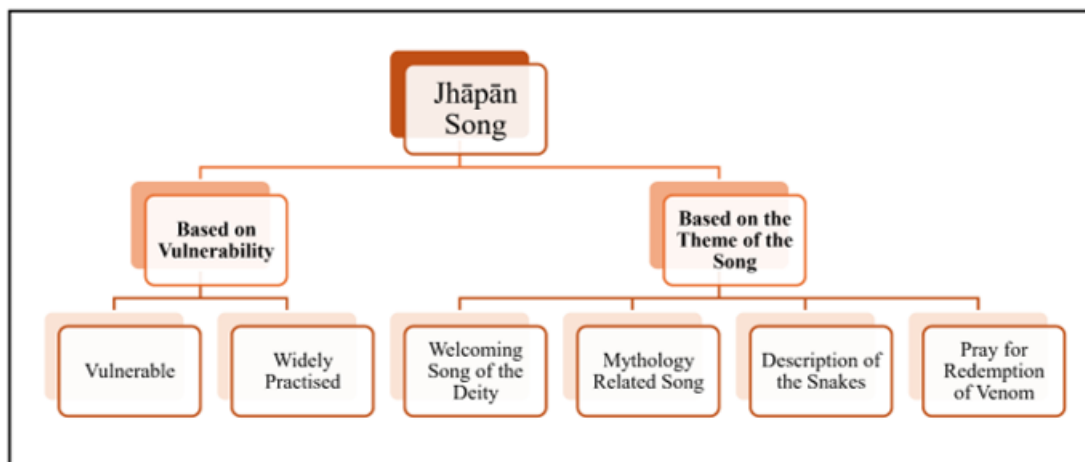 Jhāpān
Song
Based on
Vulnerability
Based on the
Theme of the
Song
Vulnerable
Widely
Practised
Welcoming
Song of the
Deity
Mythology
Related Song
Description of
the Snakes
Pray for
Redemption
of Venom